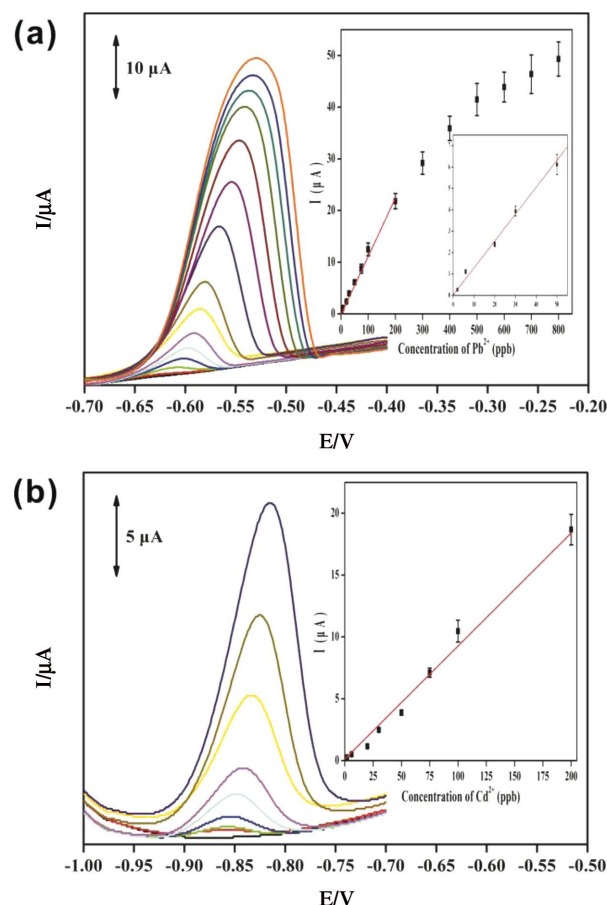 (a)
10 µA
I/µA
50
40
30
20
10
0
I (µA)
0 100 200 300 400 500 600 700 800
Concentration of Pb²⁺ (ppb)
-0.70 -0.65 -0.60 -0.55 -0.50 -0.45 -0.40 -0.35 -0.30 -0.25 -0.20
E/V
(b)
5 µA
I/µA
20
15
10
5
0
I (µA)
0 25 50 75 100 125 150 175 200
Concentration of Cd²⁺ (ppb)
-1.00 -0.95 -0.90 -0.85 -0.80 -0.75 -0.70 -0.65 -0.60 -0.55 -0.50
E/V